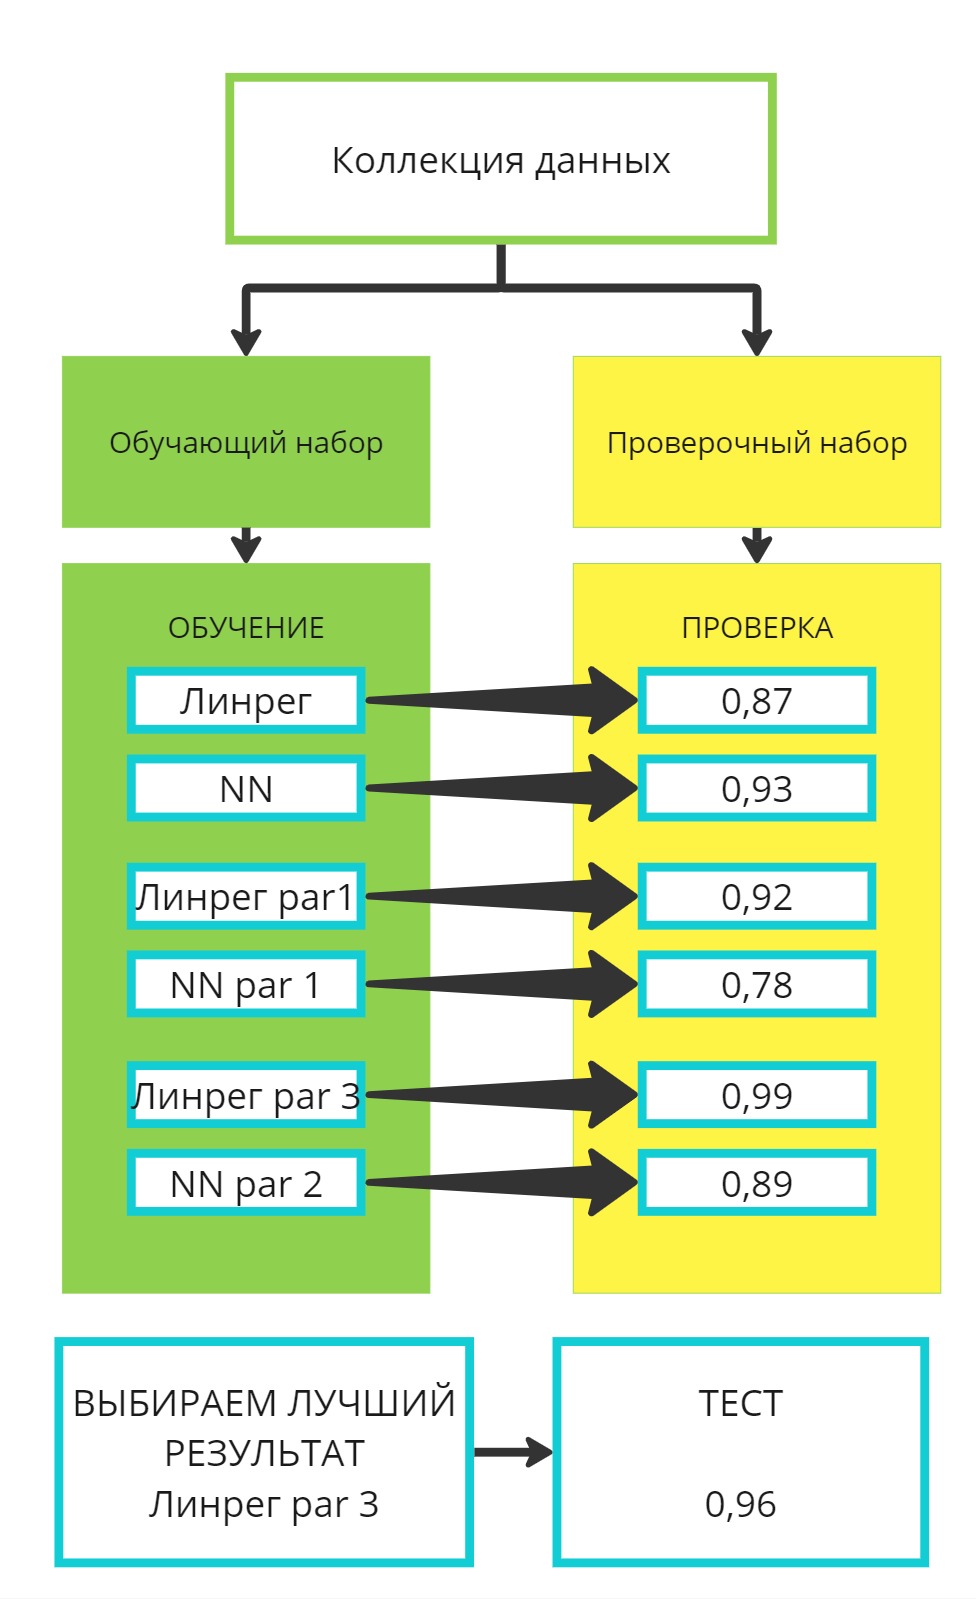 Коллекция данных
Обучающий набор
Проверочный набор
ОБУЧЕНИЕ
ПРОВЕРКА
Линрег
0,87
NN
0,93
Линрег par1
0,92
NN par 1
0,78
Линрег par 3
0,99
NN par 2
0,89
ВЫБИРАЕМ ЛУЧШИЙ
РЕЗУЛЬТАТ
Линрег par 3
ТЕСТ
0,96